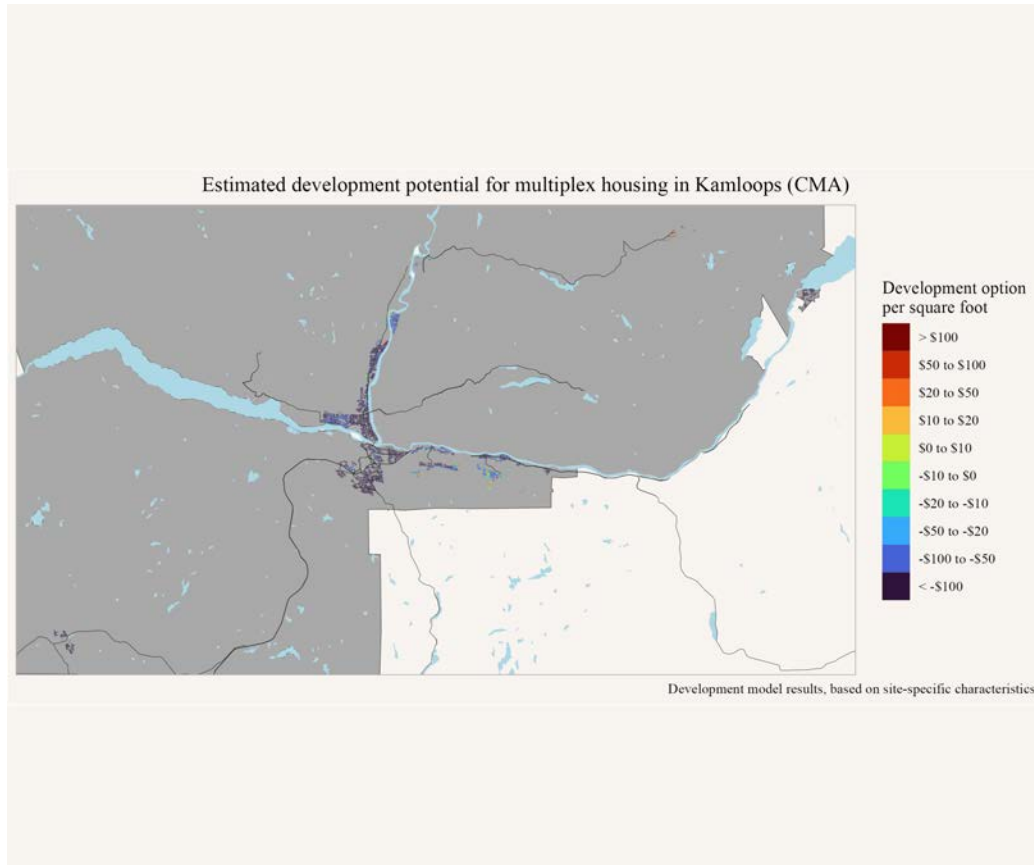 Estimated development potential for multiplex housing in Kamloops (CMA)
Development option
per square foot
> $100
$50 to $100
$20 to $50
$10 to $20
$0 to $10
-$10 to $0
-$20 to -$10
-$50 to -$20
-$100 to -$50
< -$100
Development model results, based on site-specific characteristics